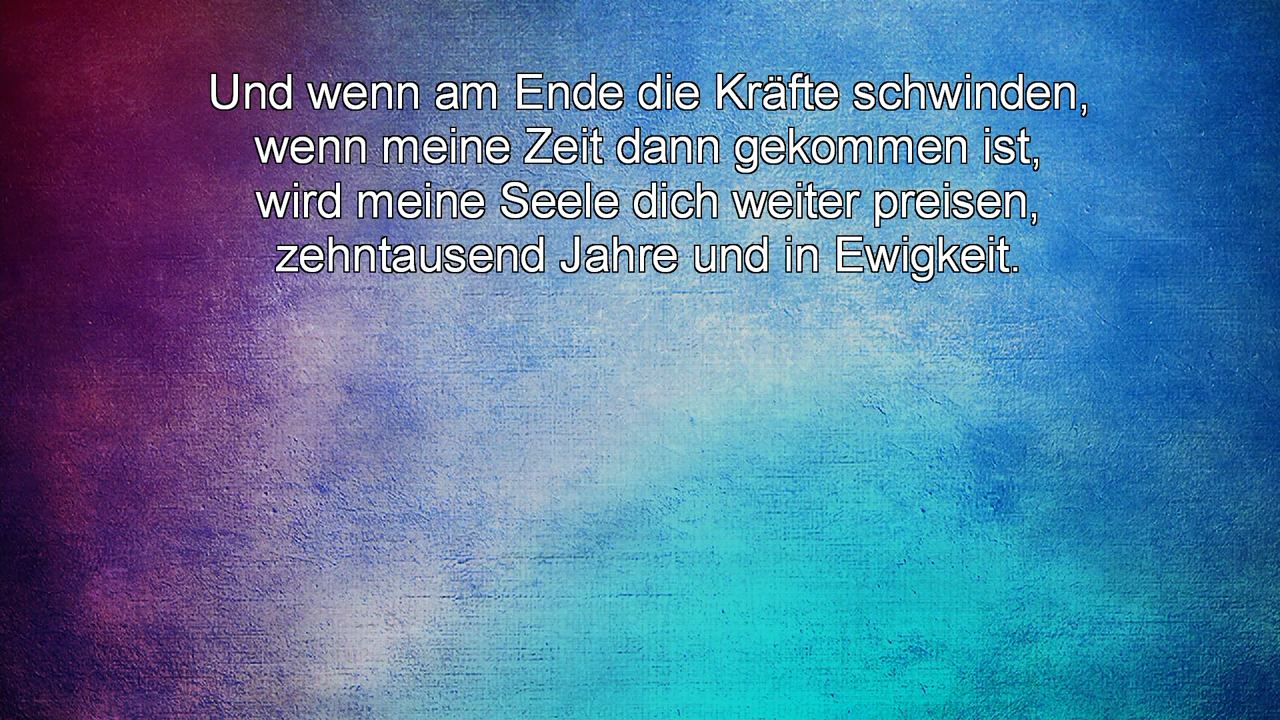 Und wenn am Ende die Kräfte schwinden,
wenn meine Zeit dann gekommen ist,
wird meine Seele dich weiter preisen,
zehntausend Jahre und in Ewigkeit.